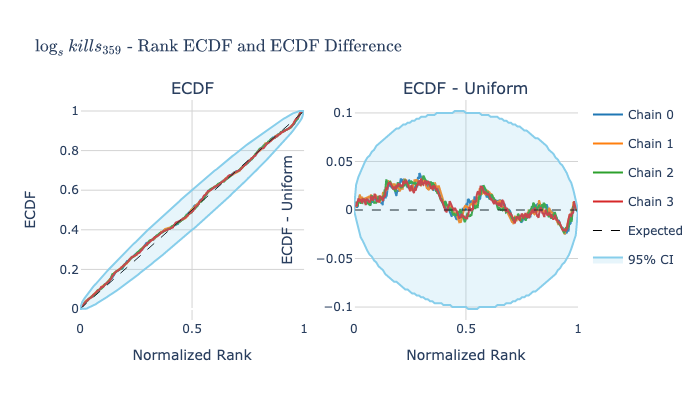 log_s kills_359 - Rank ECDF and ECDF Difference
ECDF
ECDF - Uniform
1
0.8
0.6
0.4
0.2
0
ECDF
0
0.5
1
Normalized Rank
0.1
0.05
0
−0.05
−0.1
ECDF - Uniform
0
0.5
1
Normalized Rank
Chain 0
Chain 1
Chain 2
Chain 3
Expected
95% CI